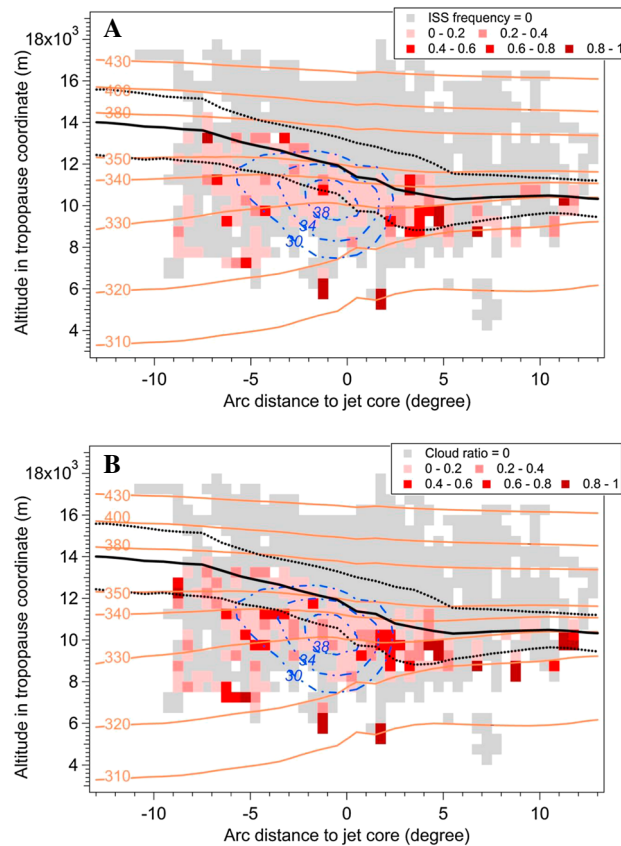 A
ISS frequency = 0
0 - 0.2 0.2 - 0.4
0.4 - 0.6 0.6 - 0.8 0.8 - 1
18x10³
16
14
12
10
8
6
4
Altitude in tropopause coordinate (m)
430
400
380
350
340
330
320
310
38
34
30
-10 -5 0 5 10
Arc distance to jet core (degree)
B
Cloud ratio = 0
0 - 0.2 0.2 - 0.4
0.4 - 0.6 0.6 - 0.8 0.8 - 1
18x10³
16
14
12
10
8
6
4
Altitude in tropopause coordinate (m)
430
400
380
350
340
330
320
310
38
34
30
-10 -5 0 5 10
Arc distance to jet core (degree)